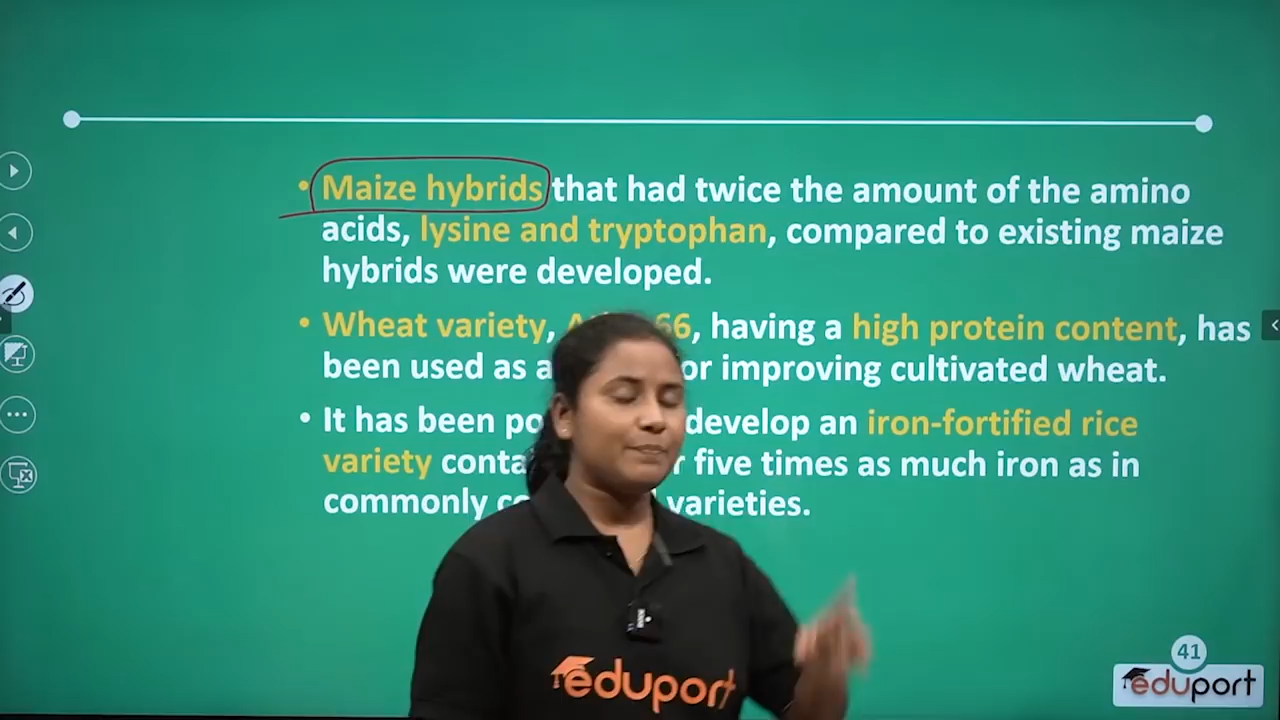 • Maize hybrids that had twice the amount of the amino
acids, lysine and tryptophan, compared to existing maize
hybrids were developed.
• Wheat variety, 66, having a high protein content, has
been used as a or improving cultivated wheat.
• It has been develop an iron-fortified rice
variety five times as much iron as in
commonly varieties.
41
eduport
eduport